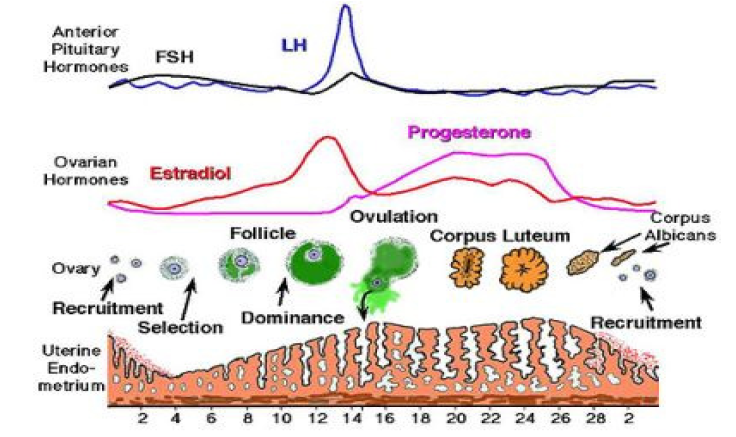 Anterior
Pituitary
Hormones
FSH
LH
Progesterone
Ovarian
Hormones
Estradiol
Ovulation
Follicle
Corpus Luteum
Corpus
Albicans
Ovary
Recruitment
Selection
Dominance
Recruitment
Uterine
Endo-
metrium
2 4 6 8 10 12 14 16 18 20 22 24 26 28 2